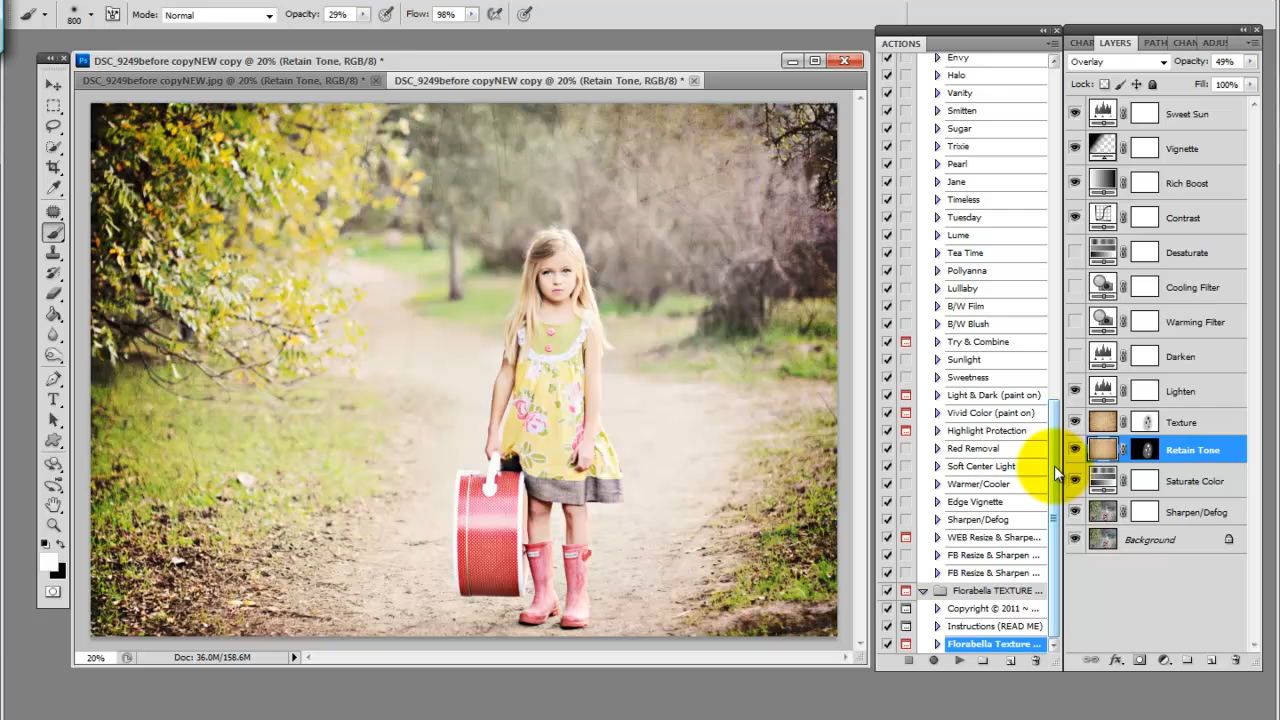 800
Mode: Normal
Opacity: 29%
Flow: 98%
DSC_9249before copyNEW copy @ 20% (Retain Tone, RGB/8) *
DSC_9249before copyNEW.jpg @ 20% (Retain Tone, RGB/8) *
DSC_9249before copyNEW copy @ 20% (Retain Tone, RGB/8) *
20%
Doc: 36.0M/158.6M
ACTIONS
Envy
Halo
Vanity
Smitten
Sugar
Trixie
Pearl
Jane
Timeless
Tuesday
Lume
Tea Time
Pollyanna
Lullaby
B/W Film
B/W Blush
Try & Combine
Sunlight
Sweetness
Light & Dark (paint on)
Vivid Color (paint on)
Highlight Protection
Red Removal
Soft Center Light
Warmer/Cooler
Edge Vignette
Sharpen/Defog
WEB Resize & Sharpe...
FB Resize & Sharpen ...
FB Resize & Sharpen ...
Florabella TEXTURE ...
Copyright © 2011 ~ ...
Instructions (READ ME)
Florabella Texture ...
CHAR LAYERS PATH CHAN ADJUS
Overlay
Opacity: 49%
Lock:
Fill: 100%
Sweet Sun
Vignette
Rich Boost
Contrast
Desaturate
Cooling Filter
Warming Filter
Darken
Lighten
Texture
Retain Tone
Saturate Color
Sharpen/Defog
Background